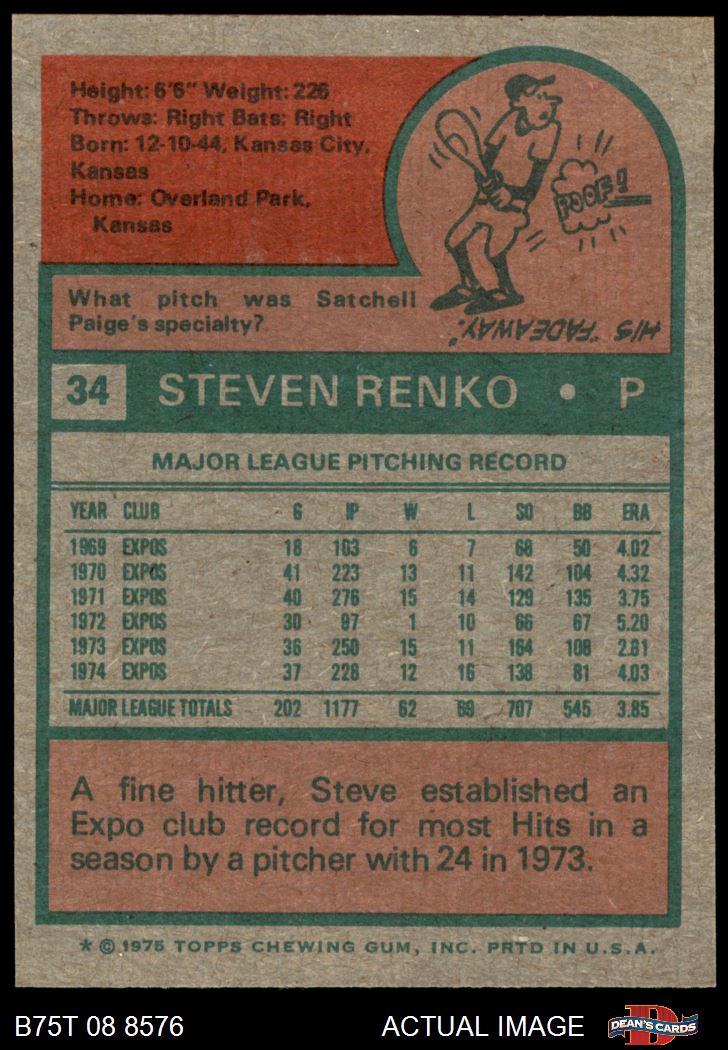 Height: 6'6" Weight: 226
Throws: Right Bats: Right
Born: 12-10-44, Kansas City,
Kansas
Home: Overland Park,
Kansas
POOF!
What pitch was Satchell
Paige's specialty?
HIS "FADEAWAY."
34 STEVEN RENKO • P
MAJOR LEAGUE PITCHING RECORD
YEAR CLUB G IP W L SO BB ERA
1969 EXPOS 18 103 6 7 68 50 4.02
1970 EXPOS 41 223 13 11 142 104 4.32
1971 EXPOS 40 276 15 14 129 135 3.75
1972 EXPOS 30 97 1 10 66 67 5.20
1973 EXPOS 36 250 15 11 164 108 2.81
1974 EXPOS 37 228 12 16 138 81 4.03
MAJOR LEAGUE TOTALS 202 1177 62 69 707 545 3.85
A fine hitter, Steve established an
Expo club record for most Hits in a
season by a pitcher with 24 in 1973.
* © 1975 TOPPS CHEWING GUM, INC. PRTD IN U.S.A.
B75T 08 8576 ACTUAL IMAGE D DEAN'S CARDS